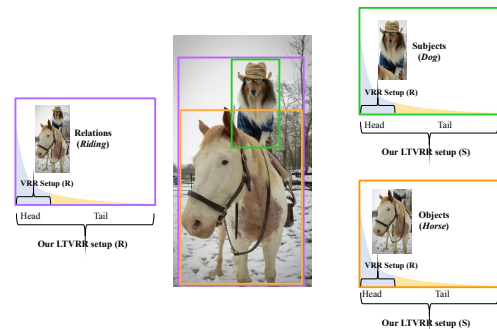 Relations
(Riding)
VRR Setup (R)
Head Tail
Our LTVRR setup (R)
Subjects
(Dog)
VRR Setup (R)
Head Tail
Our LTVRR setup (S)
Objects
(Horse)
VRR Setup (R)
Head Tail
Our LTVRR setup (S)